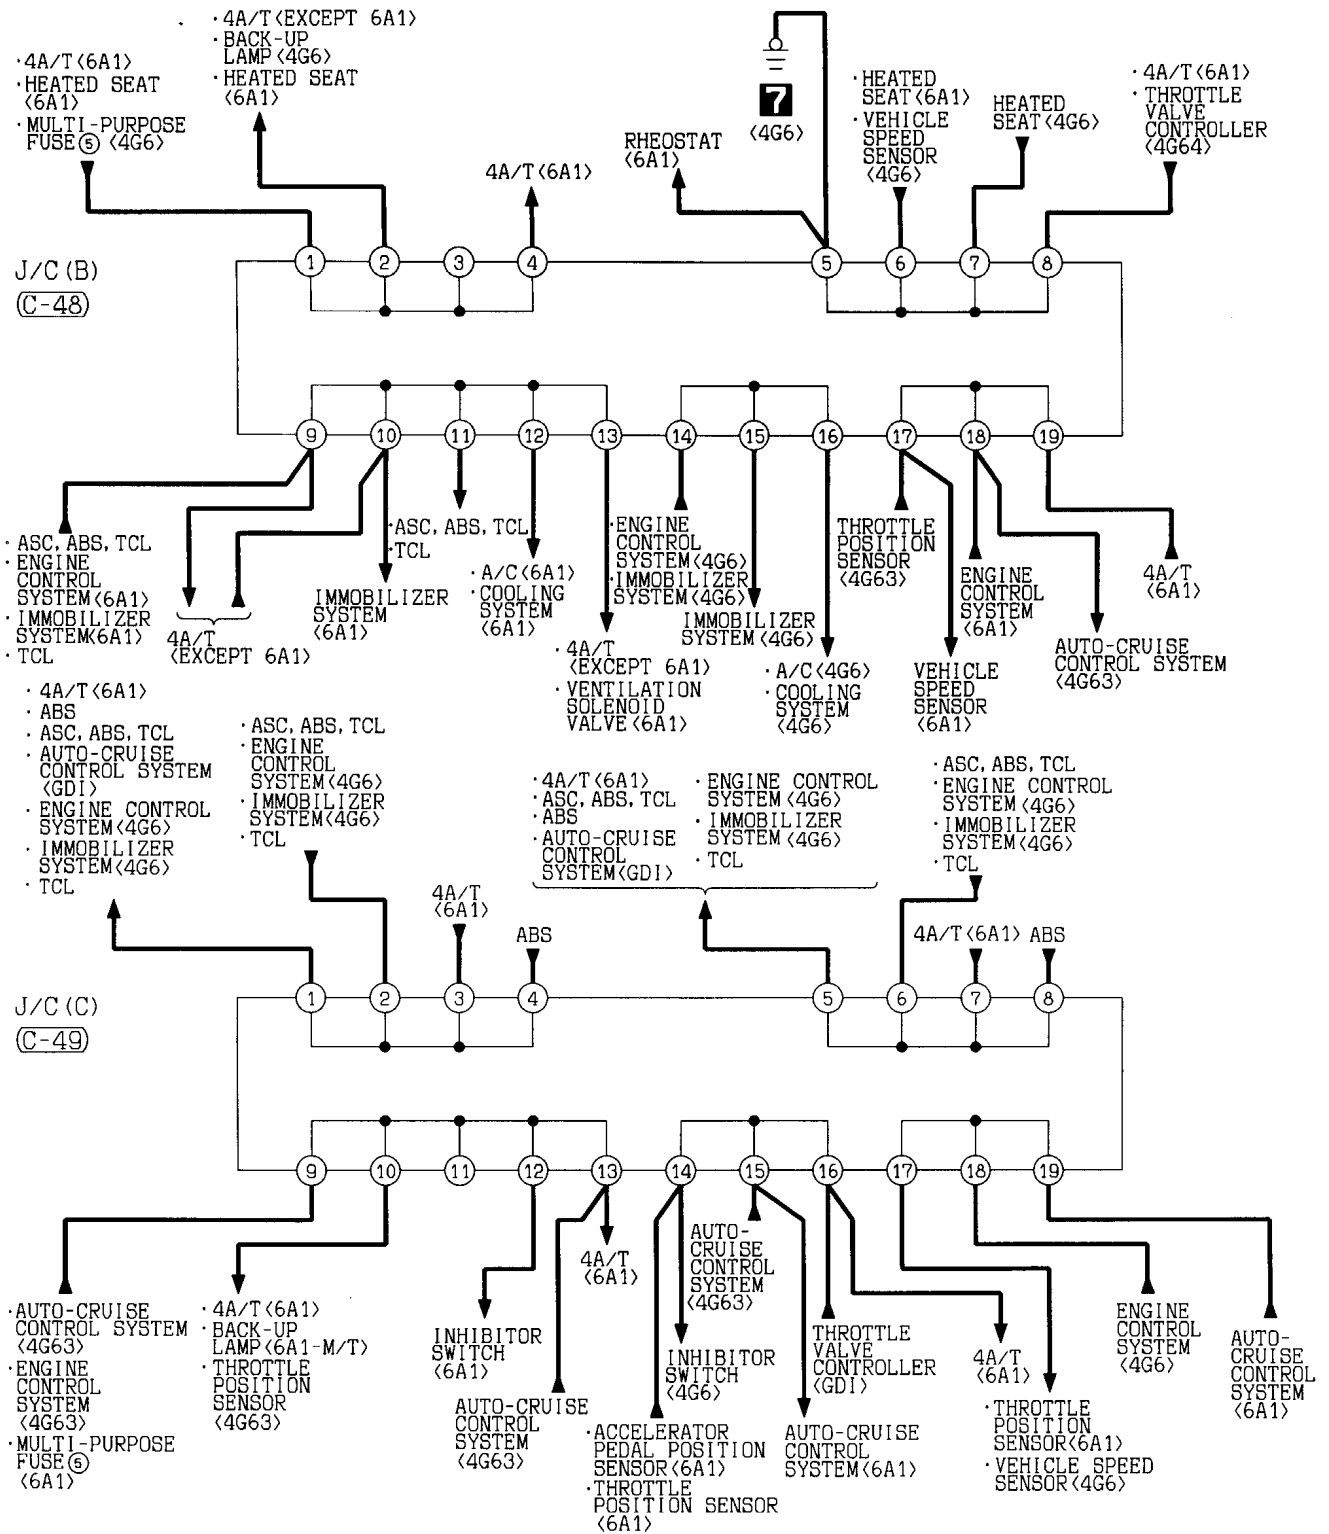 · 4A/T〈6A1〉
· HEATED SEAT
〈6A1〉
· MULTI-PURPOSE
FUSE⑤ 〈4G6〉
· 4A/T〈EXCEPT 6A1〉
· BACK-UP
LAMP〈4G6〉
· HEATED SEAT
〈6A1〉
4A/T〈6A1〉
RHEOSTAT
〈6A1〉
7
〈4G6〉
· HEATED
SEAT〈6A1〉
· VEHICLE
SPEED
SENSOR
〈4G6〉
HEATED
SEAT〈4G6〉
· 4A/T〈6A1〉
· THROTTLE
VALVE
CONTROLLER
〈4G64〉
J/C (B)
C-48
1 2 3 4 5 6 7 8
9 10 11 12 13 14 15 16 17 18 19
· ASC, ABS, TCL
· ENGINE
CONTROL
SYSTEM〈6A1〉
· IMMOBILIZER
SYSTEM〈6A1〉
· TCL
4A/T
〈EXCEPT 6A1〉
IMMOBILIZER
SYSTEM
〈6A1〉
· ASC, ABS, TCL
· TCL
· A/C〈6A1〉
· COOLING
SYSTEM
〈6A1〉
· 4A/T
〈EXCEPT 6A1〉
· VENTILATION
SOLENOID
VALVE〈6A1〉
· ENGINE
CONTROL
SYSTEM〈4G6〉
· IMMOBILIZER
SYSTEM〈4G6〉
IMMOBILIZER
SYSTEM〈4G6〉
· A/C〈4G6〉
· COOLING
SYSTEM
〈4G6〉
THROTTLE
POSITION
SENSOR
〈4G63〉
VEHICLE
SPEED
SENSOR
〈6A1〉
ENGINE
CONTROL
SYSTEM
〈6A1〉
AUTO-CRUISE
CONTROL SYSTEM
〈4G63〉
4A/T
〈6A1〉
· 4A/T〈6A1〉
· ABS
· ASC, ABS, TCL
· AUTO-CRUISE
CONTROL SYSTEM
〈GDI〉
· ENGINE CONTROL
SYSTEM〈4G6〉
· IMMOBILIZER
SYSTEM〈4G6〉
· TCL
· ASC, ABS, TCL
· ENGINE
CONTROL
SYSTEM〈4G6〉
· IMMOBILIZER
SYSTEM〈4G6〉
· TCL
4A/T
〈6A1〉
ABS
· 4A/T〈6A1〉
· ASC, ABS, TCL
· ABS
· AUTO-CRUISE
CONTROL
SYSTEM〈GDI〉
· ENGINE CONTROL
SYSTEM〈4G6〉
· IMMOBILIZER
SYSTEM〈4G6〉
· TCL
· ASC, ABS, TCL
· ENGINE CONTROL
SYSTEM〈4G6〉
· IMMOBILIZER
SYSTEM〈4G6〉
· TCL
4A/T〈6A1〉
ABS
J/C (C)
C-49
1 2 3 4 5 6 7 8
9 10 11 12 13 14 15 16 17 18 19
· AUTO-CRUISE
CONTROL SYSTEM
〈4G63〉
· ENGINE
CONTROL
SYSTEM
〈4G63〉
· MULTI-PURPOSE
FUSE⑤
〈6A1〉
· 4A/T〈6A1〉
· BACK-UP
LAMP〈6A1-M/T〉
· THROTTLE
POSITION
SENSOR
〈4G63〉
INHIBITOR
SWITCH
〈6A1〉
AUTO-CRUISE
CONTROL
SYSTEM
〈4G63〉
4A/T
〈6A1〉
· ACCELERATOR
PEDAL POSITION
SENSOR〈6A1〉
· THROTTLE
POSITION SENSOR
〈6A1〉
INHIBITOR
SWITCH
〈4G6〉
AUTO-
CRUISE
CONTROL
SYSTEM
〈4G63〉
AUTO-CRUISE
CONTROL
SYSTEM〈6A1〉
THROTTLE
VALVE
CONTROLLER
〈GDI〉
4A/T
〈6A1〉
· THROTTLE
POSITION
SENSOR〈6A1〉
· VEHICLE SPEED
SENSOR〈4G6〉
ENGINE
CONTROL
SYSTEM
〈4G6〉
AUTO-
CRUISE
CONTROL
SYSTEM
〈6A1〉